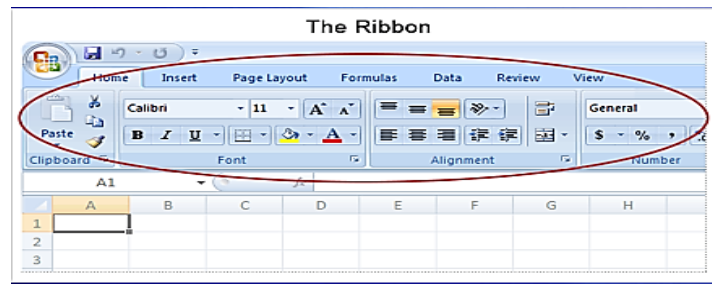 The Ribbon
Home Insert Page Layout Formulas Data Review View
Calibri 11 A A General
Paste B I U A $ % ,
Clipboard Font Alignment Number
A1 fx
A B C D E F G H
1
2
3